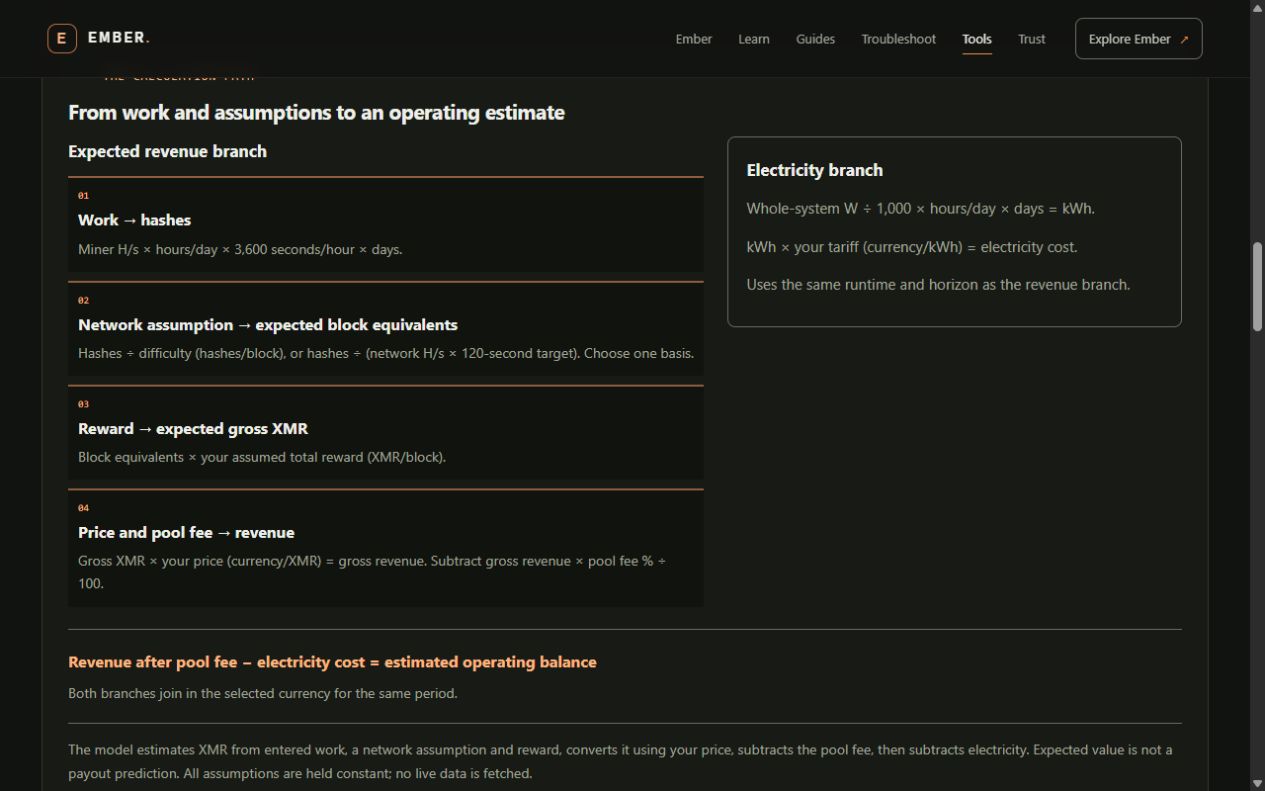 E EMBER.
Ember Learn Guides Troubleshoot Tools Trust Explore Ember ↗
From work and assumptions to an operating estimate
Expected revenue branch
01
Work → hashes
Miner H/s × hours/day × 3,600 seconds/hour × days.
02
Network assumption → expected block equivalents
Hashes ÷ difficulty (hashes/block), or hashes ÷ (network H/s × 120-second target). Choose one basis.
03
Reward → expected gross XMR
Block equivalents × your assumed total reward (XMR/block).
04
Price and pool fee → revenue
Gross XMR × your price (currency/XMR) = gross revenue. Subtract gross revenue × pool fee % ÷
100.
Electricity branch
Whole-system W ÷ 1,000 × hours/day × days = kWh.
kWh × your tariff (currency/kWh) = electricity cost.
Uses the same runtime and horizon as the revenue branch.
Revenue after pool fee − electricity cost = estimated operating balance
Both branches join in the selected currency for the same period.
The model estimates XMR from entered work, a network assumption and reward, converts it using your price, subtracts the pool fee, then subtracts electricity. Expected value is not a
payout prediction. All assumptions are held constant; no live data is fetched.